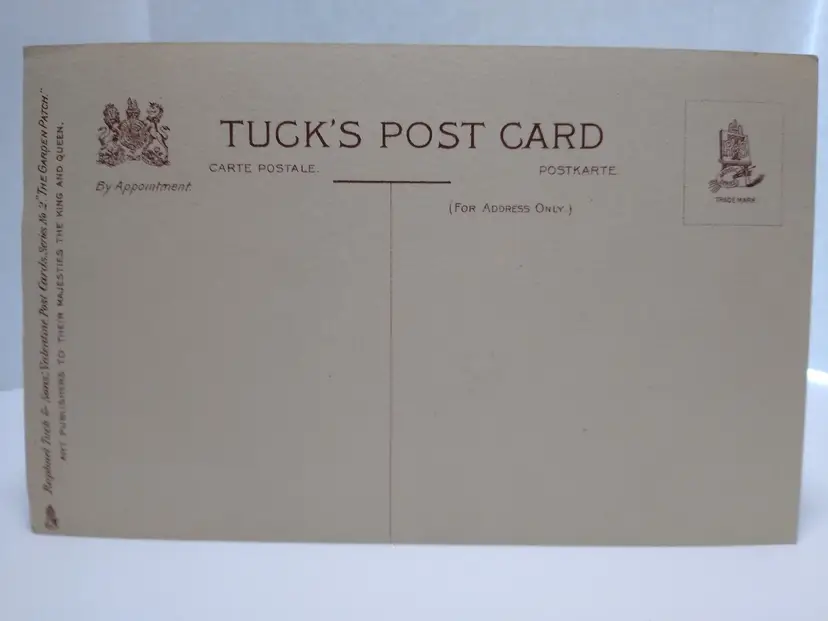 TUCK'S POST CARD
CARTE POSTALE.
POSTKARTE
By Appointment.
(FOR ADDRESS ONLY.)
TRADE MARK
Raphael Tuck & Sons' Valentine Post Cards, Series No. 2 "THE GARDEN PATCH."
ART PUBLISHERS TO THEIR MAJESTIES THE KING AND QUEEN.